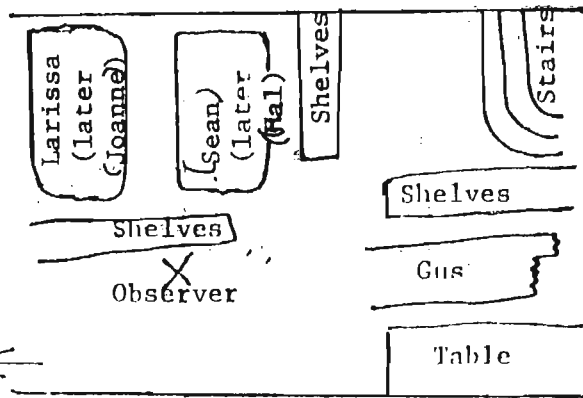 Larissa
(later
(Joanne)
(Sean)
(later
(Hal)
Shelves
Stairs
Shelves
Shelves
X
Observer
Gus
Table